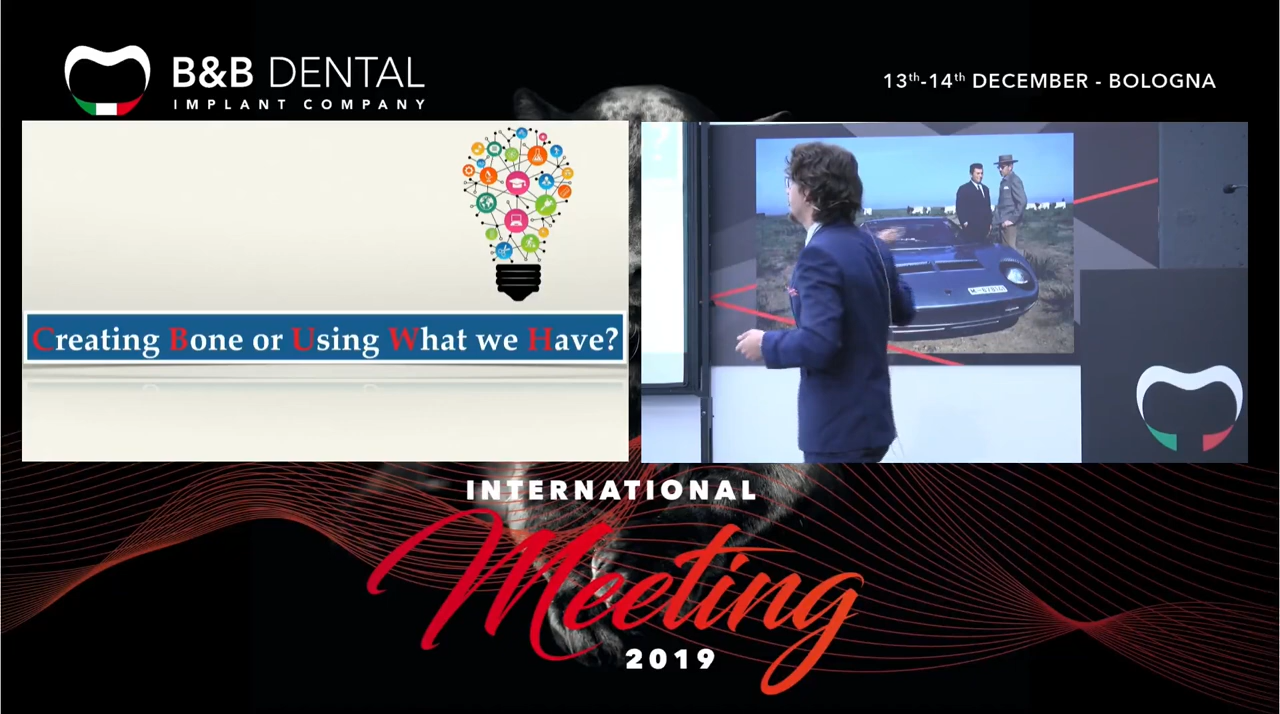 B&B DENTAL
IMPLANT COMPANY
13th-14th DECEMBER - BOLOGNA
Creating Bone or Using What we Have?
INTERNATIONAL
Meeting
2019